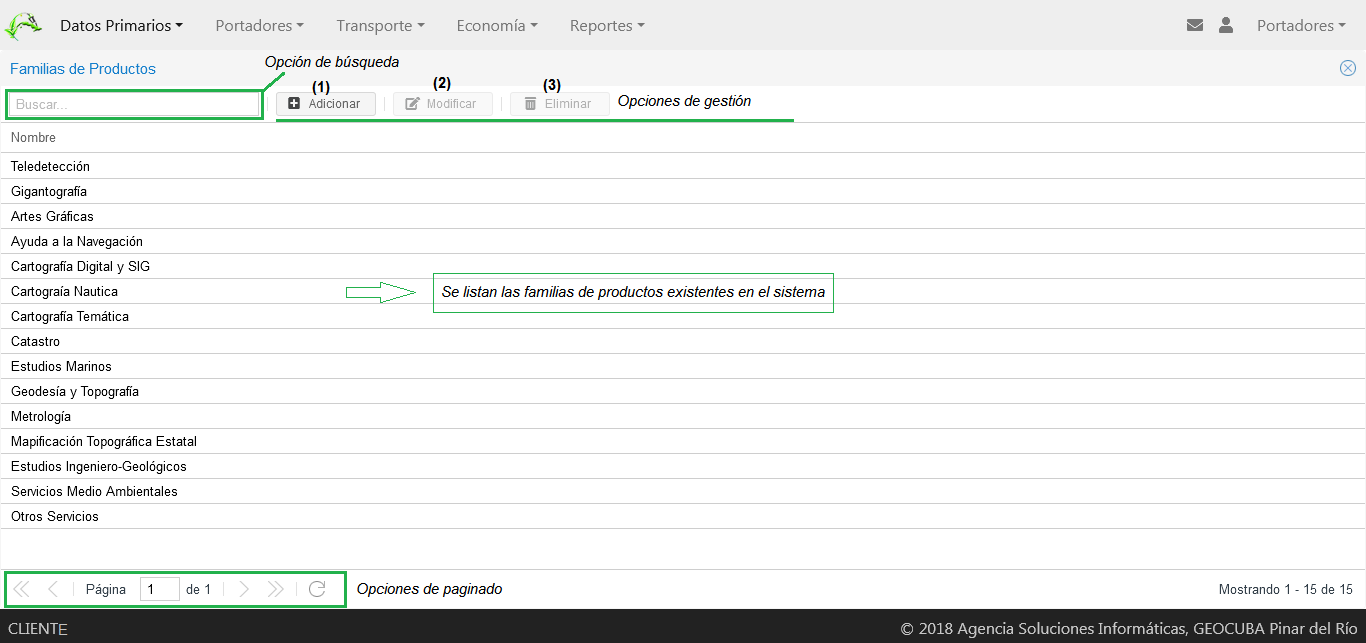 Datos Primarios Portadores Transporte Economía Reportes Portadores
Familias de Productos
Opción de búsqueda
Buscar...
(1) (2) (3)
Adicionar Modificar Eliminar Opciones de gestión
Nombre
Teledetección
Gigantografía
Artes Gráficas
Ayuda a la Navegación
Cartografía Digital y SIG
Cartograía Nautica
Se listan las familias de productos existentes en el sistema
Cartografía Temática
Catastro
Estudios Marinos
Geodesía y Topografía
Metrología
Mapificación Topográfica Estatal
Estudios Ingeniero-Geológicos
Servicios Medio Ambientales
Otros Servicios
Página 1 de 1 Opciones de paginado Mostrando 1 - 15 de 15
CLIENTE © 2018 Agencia Soluciones Informáticas, GEOCUBA Pinar del Río